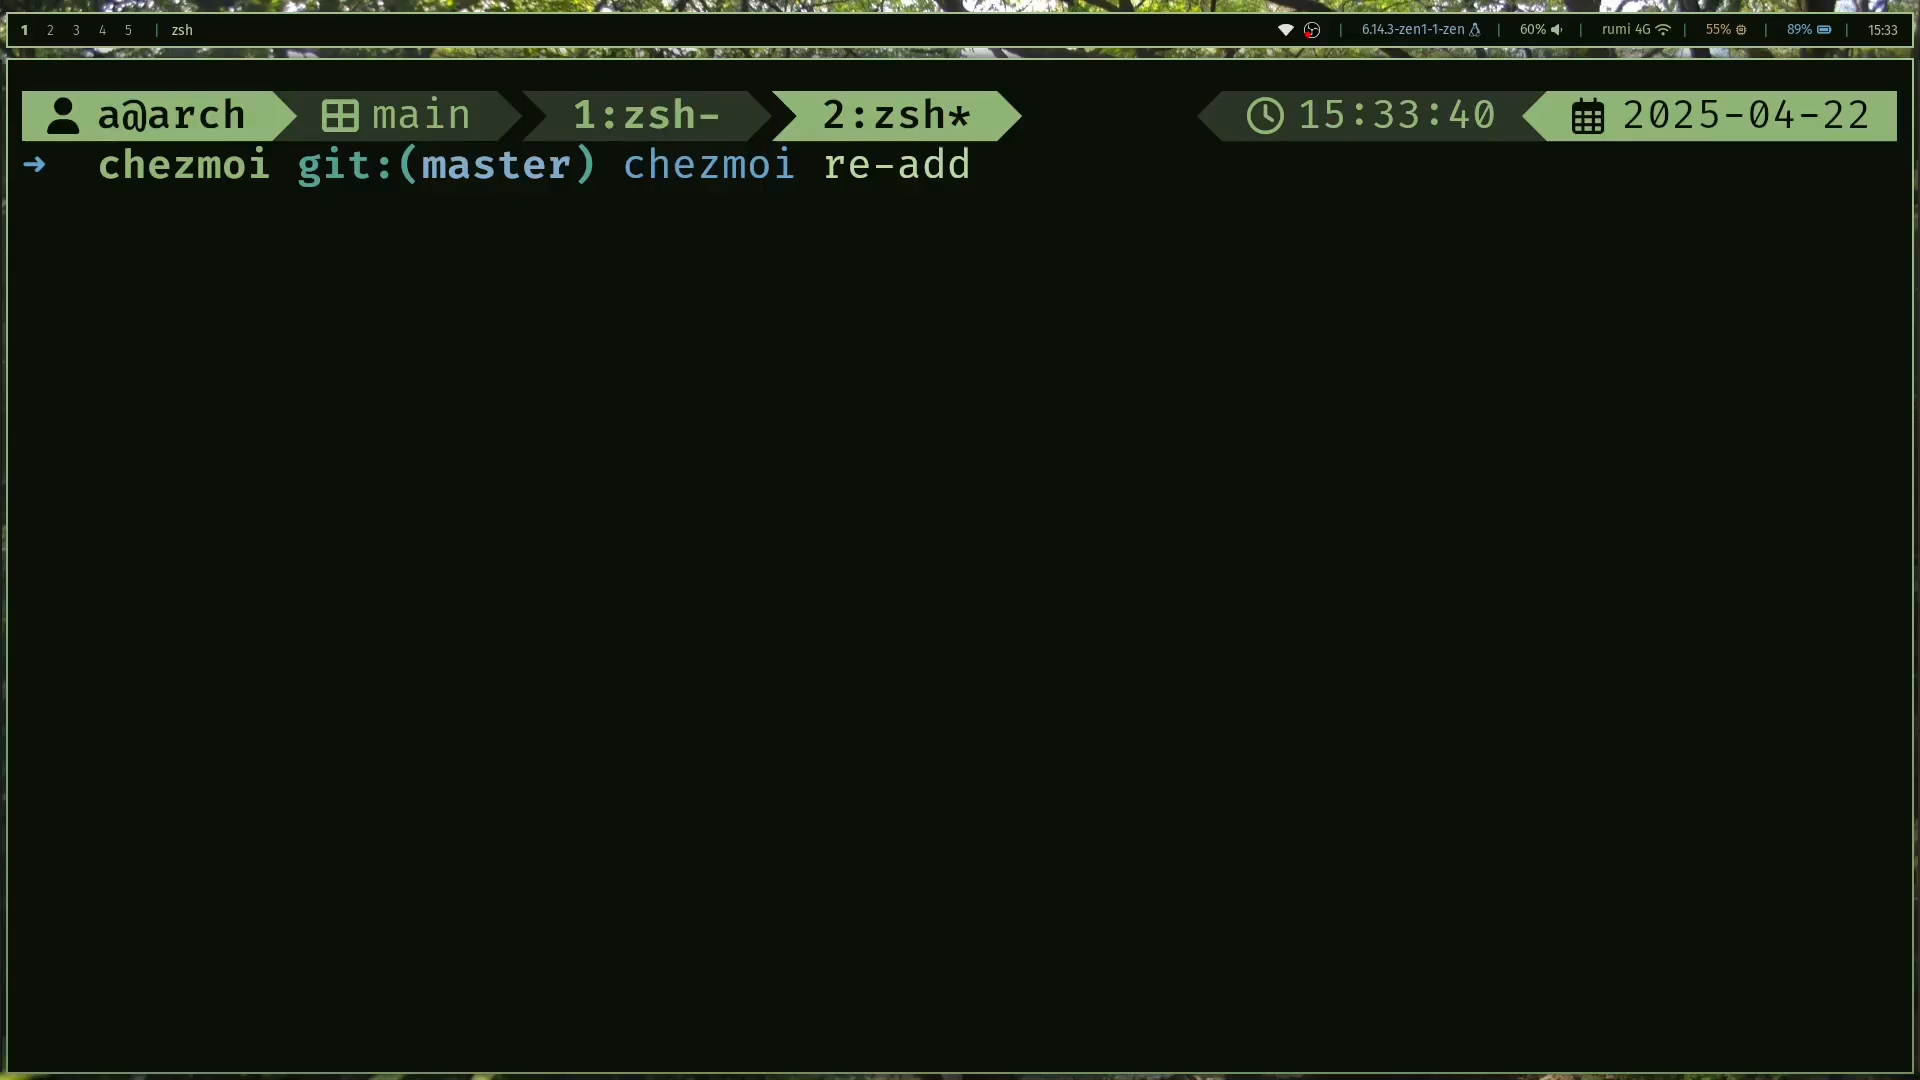 1 2 3 4 5 | zsh | 6.14.3-zen1-1-zen | 60% | rumi 4G | 55% | 89% | 15:33
a@arch main 1:zsh- 2:zsh* 15:33:40 2025-04-22
➜ chezmoi git:(master) chezmoi re-add